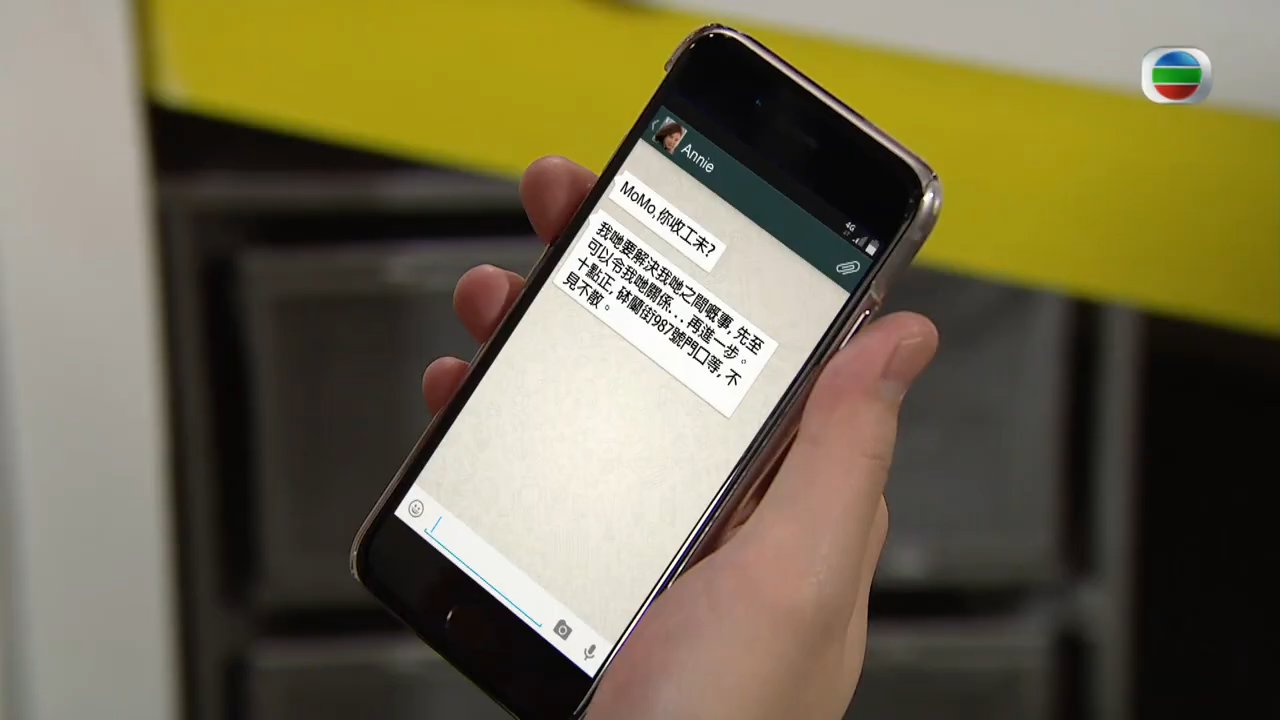 4G
Annie
MoMo,你收工未?
我哋要解決我哋之間嘅事,先至
可以令我哋關係...再進一步。
十點正,砵蘭街987號門口等,不
見不散。